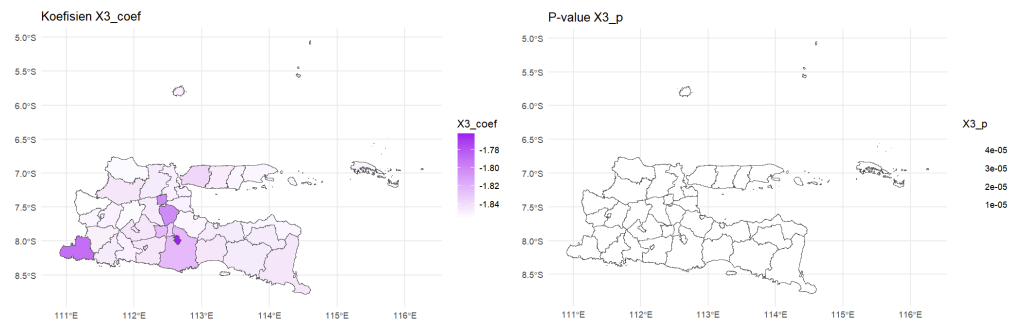 Koefisien X3_coef
5.0°S
5.5°S
6.0°S
6.5°S
7.0°S
7.5°S
8.0°S
8.5°S
111°E 112°E 113°E 114°E 115°E 116°E
X3_coef
-1.78
-1.80
-1.82
-1.84
P-value X3_p
5.0°S
5.5°S
6.0°S
6.5°S
7.0°S
7.5°S
8.0°S
8.5°S
111°E 112°E 113°E 114°E 115°E 116°E
X3_p
4e-05
3e-05
2e-05
1e-05